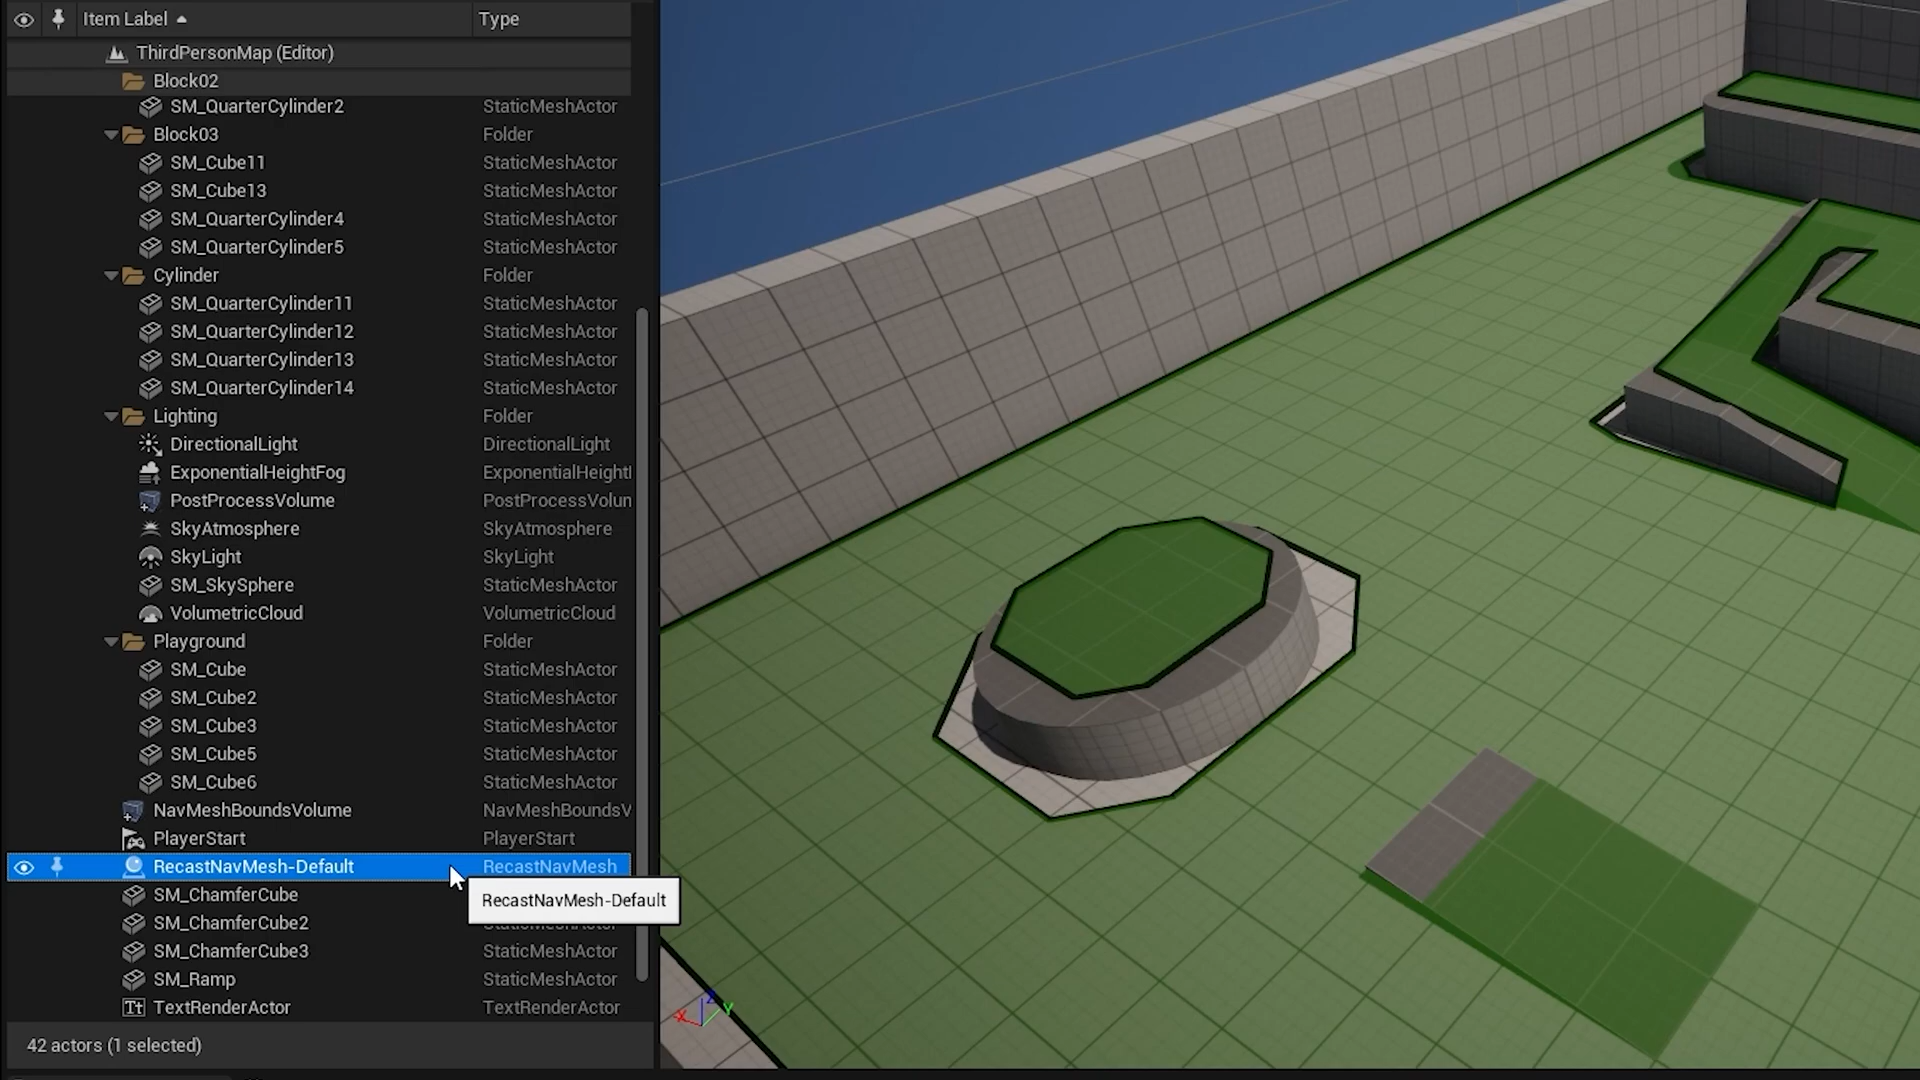 Item Label Type
ThirdPersonMap (Editor)
Block02
SM_QuarterCylinder2 StaticMeshActor
Block03 Folder
SM_Cube11 StaticMeshActor
SM_Cube13 StaticMeshActor
SM_QuarterCylinder4 StaticMeshActor
SM_QuarterCylinder5 StaticMeshActor
Cylinder Folder
SM_QuarterCylinder11 StaticMeshActor
SM_QuarterCylinder12 StaticMeshActor
SM_QuarterCylinder13 StaticMeshActor
SM_QuarterCylinder14 StaticMeshActor
Lighting Folder
DirectionalLight DirectionalLight
ExponentialHeightFog ExponentialHeight
PostProcessVolume PostProcessVolun
SkyAtmosphere SkyAtmosphere
SkyLight SkyLight
SM_SkySphere StaticMeshActor
VolumetricCloud VolumetricCloud
Playground Folder
SM_Cube StaticMeshActor
SM_Cube2 StaticMeshActor
SM_Cube3 StaticMeshActor
SM_Cube5 StaticMeshActor
SM_Cube6 StaticMeshActor
NavMeshBoundsVolume NavMeshBoundsV
PlayerStart PlayerStart
RecastNavMesh-Default RecastNavMesh
SM_ChamferCube
RecastNavMesh-Default
SM_ChamferCube2
SM_ChamferCube3 StaticMeshActor
SM_Ramp StaticMeshActor
Tt TextRenderActor TextRenderActor
42 actors (1 selected)
X Z Y